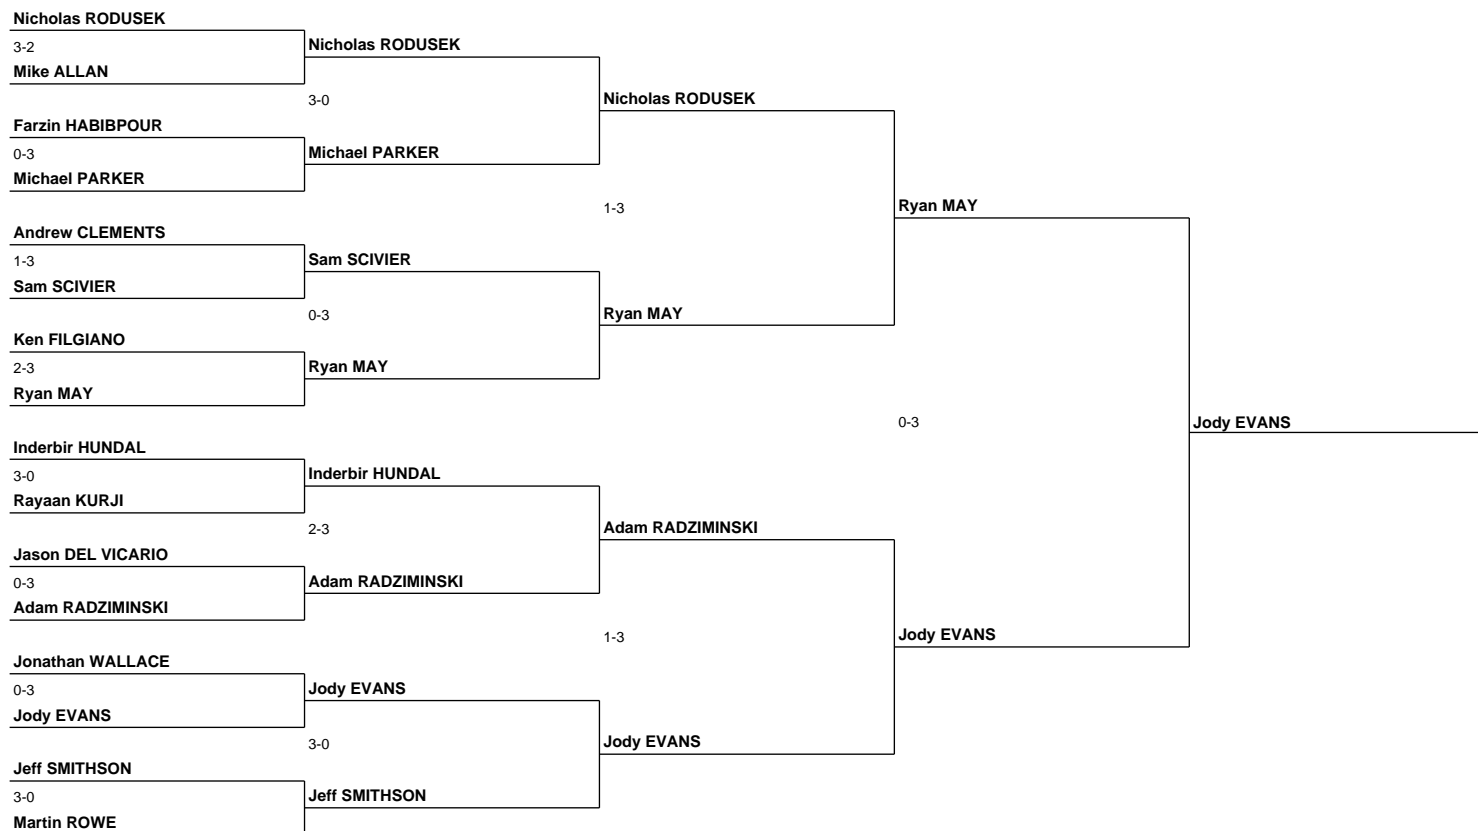 Nicholas RODUSEK
3-2
Mike ALLAN
Nicholas RODUSEK
3-0
Farzin HABIBPOUR
0-3
Michael PARKER
Michael PARKER
Nicholas RODUSEK
1-3
Andrew CLEMENTS
1-3
Sam SCIVIER
Sam SCIVIER
0-3
Ken FILGIANO
2-3
Ryan MAY
Ryan MAY
Ryan MAY
Ryan MAY
0-3
Inderbir HUNDAL
3-0
Rayaan KURJI
Inderbir HUNDAL
2-3
Jason DEL VICARIO
0-3
Adam RADZIMINSKI
Adam RADZIMINSKI
Adam RADZIMINSKI
1-3
Jonathan WALLACE
0-3
Jody EVANS
Jody EVANS
3-0
Jeff SMITHSON
3-0
Martin ROWE
Jeff SMITHSON
Jody EVANS
Jody EVANS
Jody EVANS